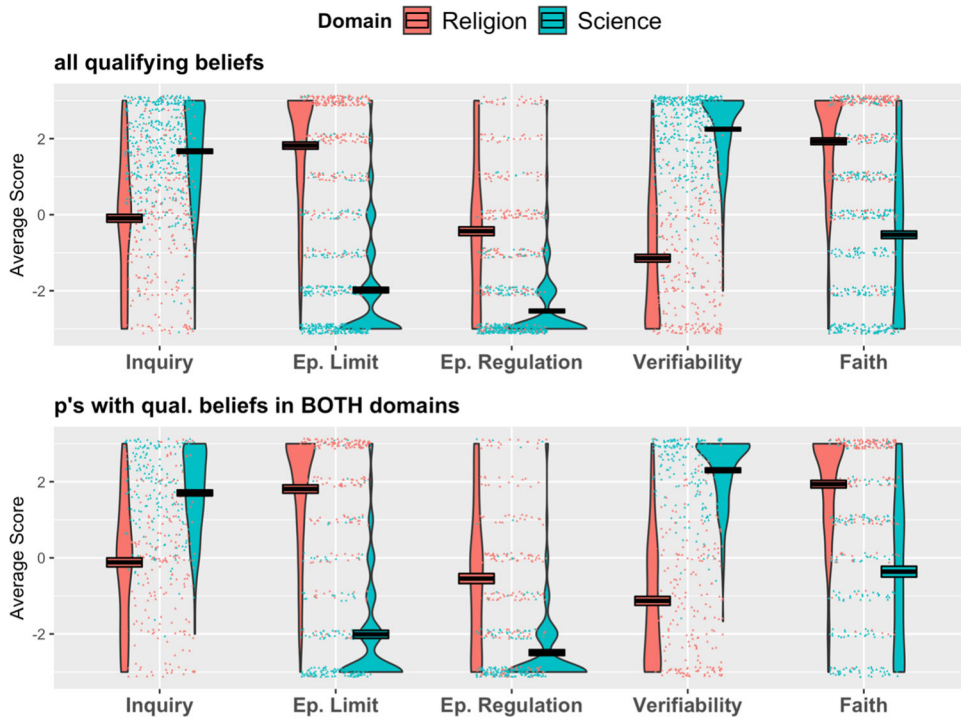 Domain Religion Science
all qualifying beliefs
Average Score
2
0
-2
Inquiry Ep. Limit Ep. Regulation Verifiability Faith
p's with qual. beliefs in BOTH domains
Average Score
2
0
-2
Inquiry Ep. Limit Ep. Regulation Verifiability Faith